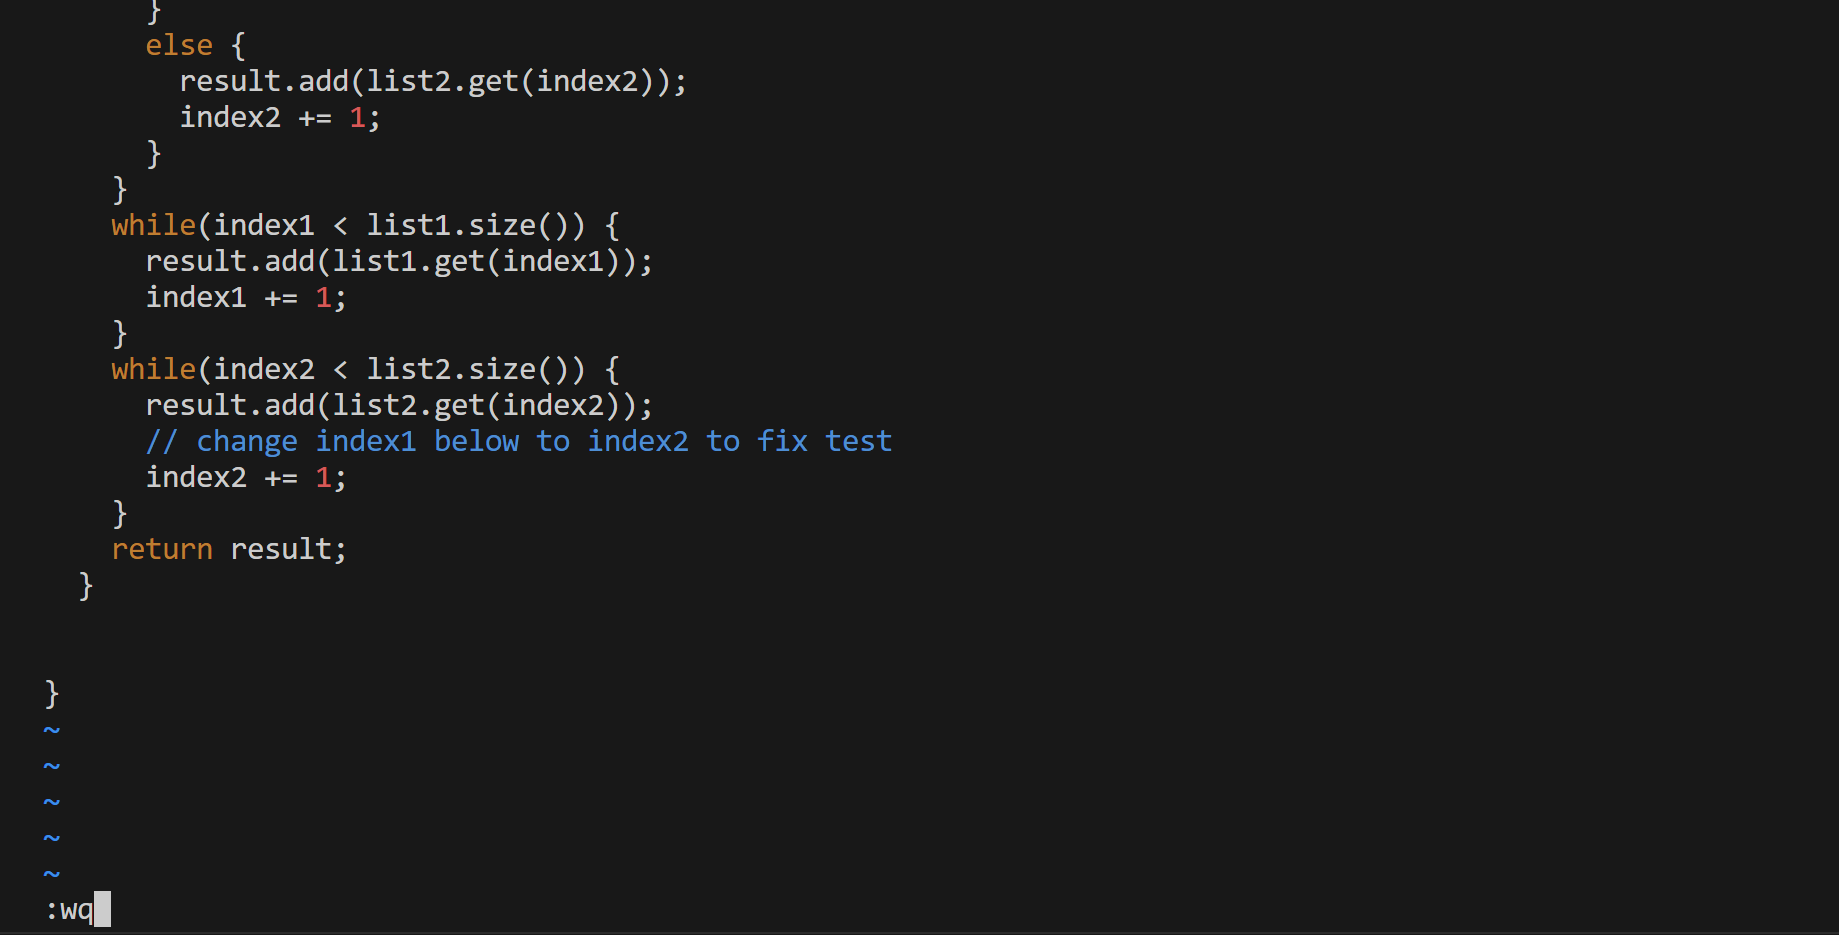 }
      else {
        result.add(list2.get(index2));
        index2 += 1;
      }
    }
    while(index1 < list1.size()) {
      result.add(list1.get(index1));
      index1 += 1;
    }
    while(index2 < list2.size()) {
      result.add(list2.get(index2));
      // change index1 below to index2 to fix test
      index2 += 1;
    }
    return result;
  }


}
~
~
~
~
~
:wq